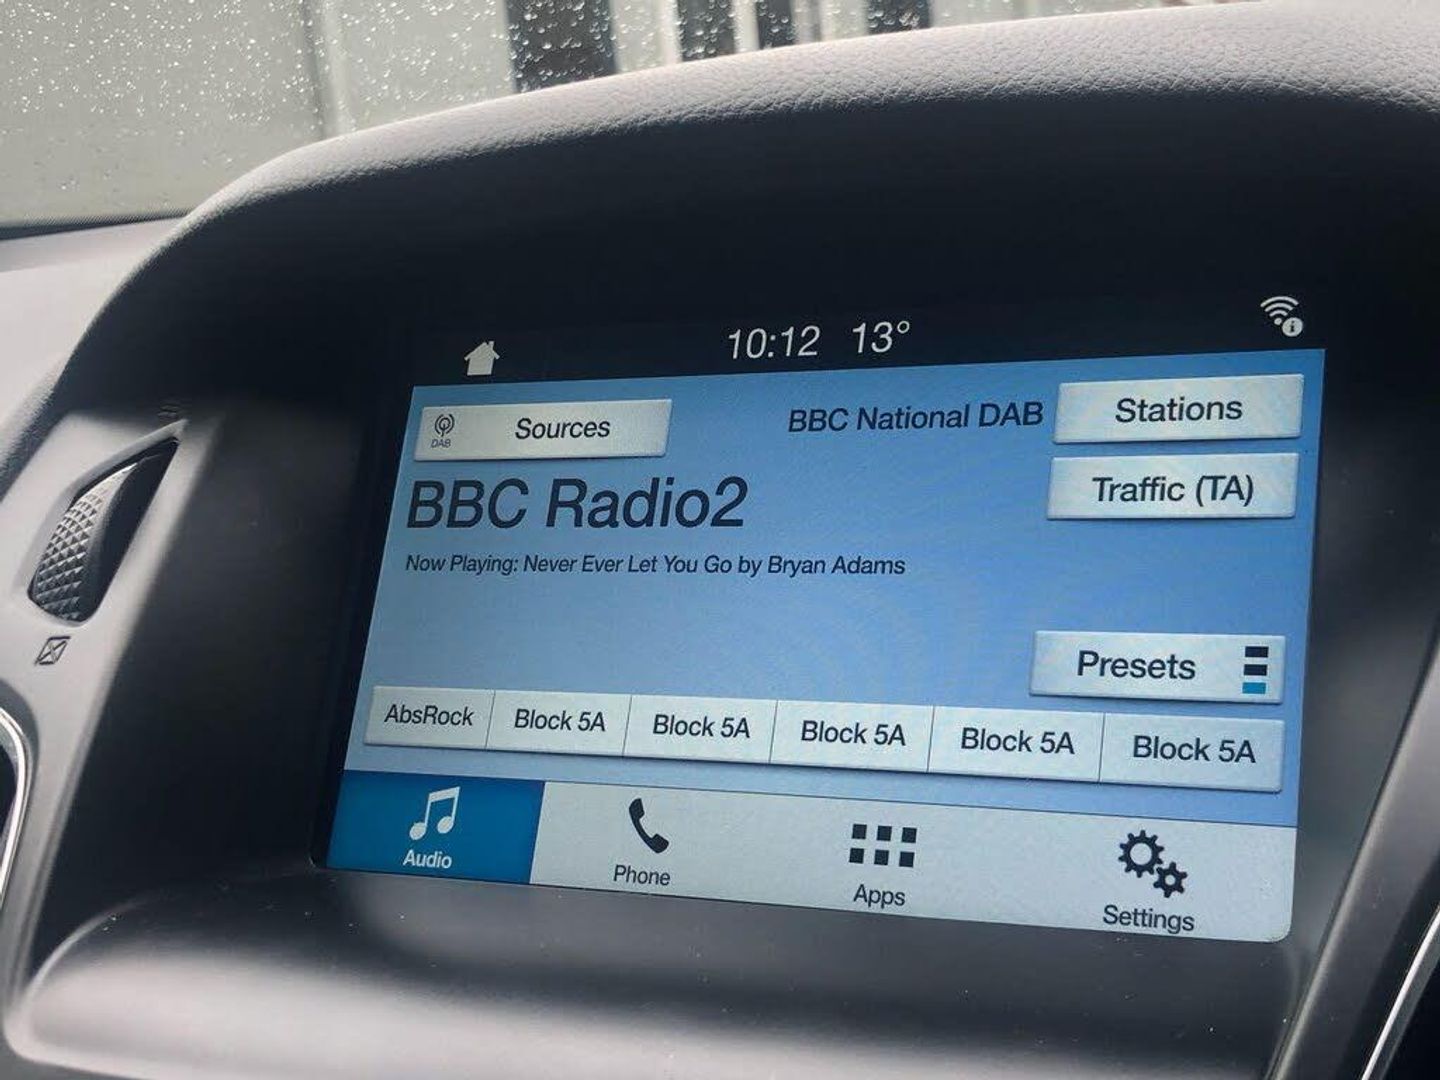 10:12 13°
DAB
Sources
BBC National DAB
Stations
BBC Radio2
Traffic (TA)
Now Playing: Never Ever Let You Go by Bryan Adams
Presets
AbsRock
Block 5A
Block 5A
Block 5A
Block 5A
Block 5A
Audio
Phone
Apps
Settings